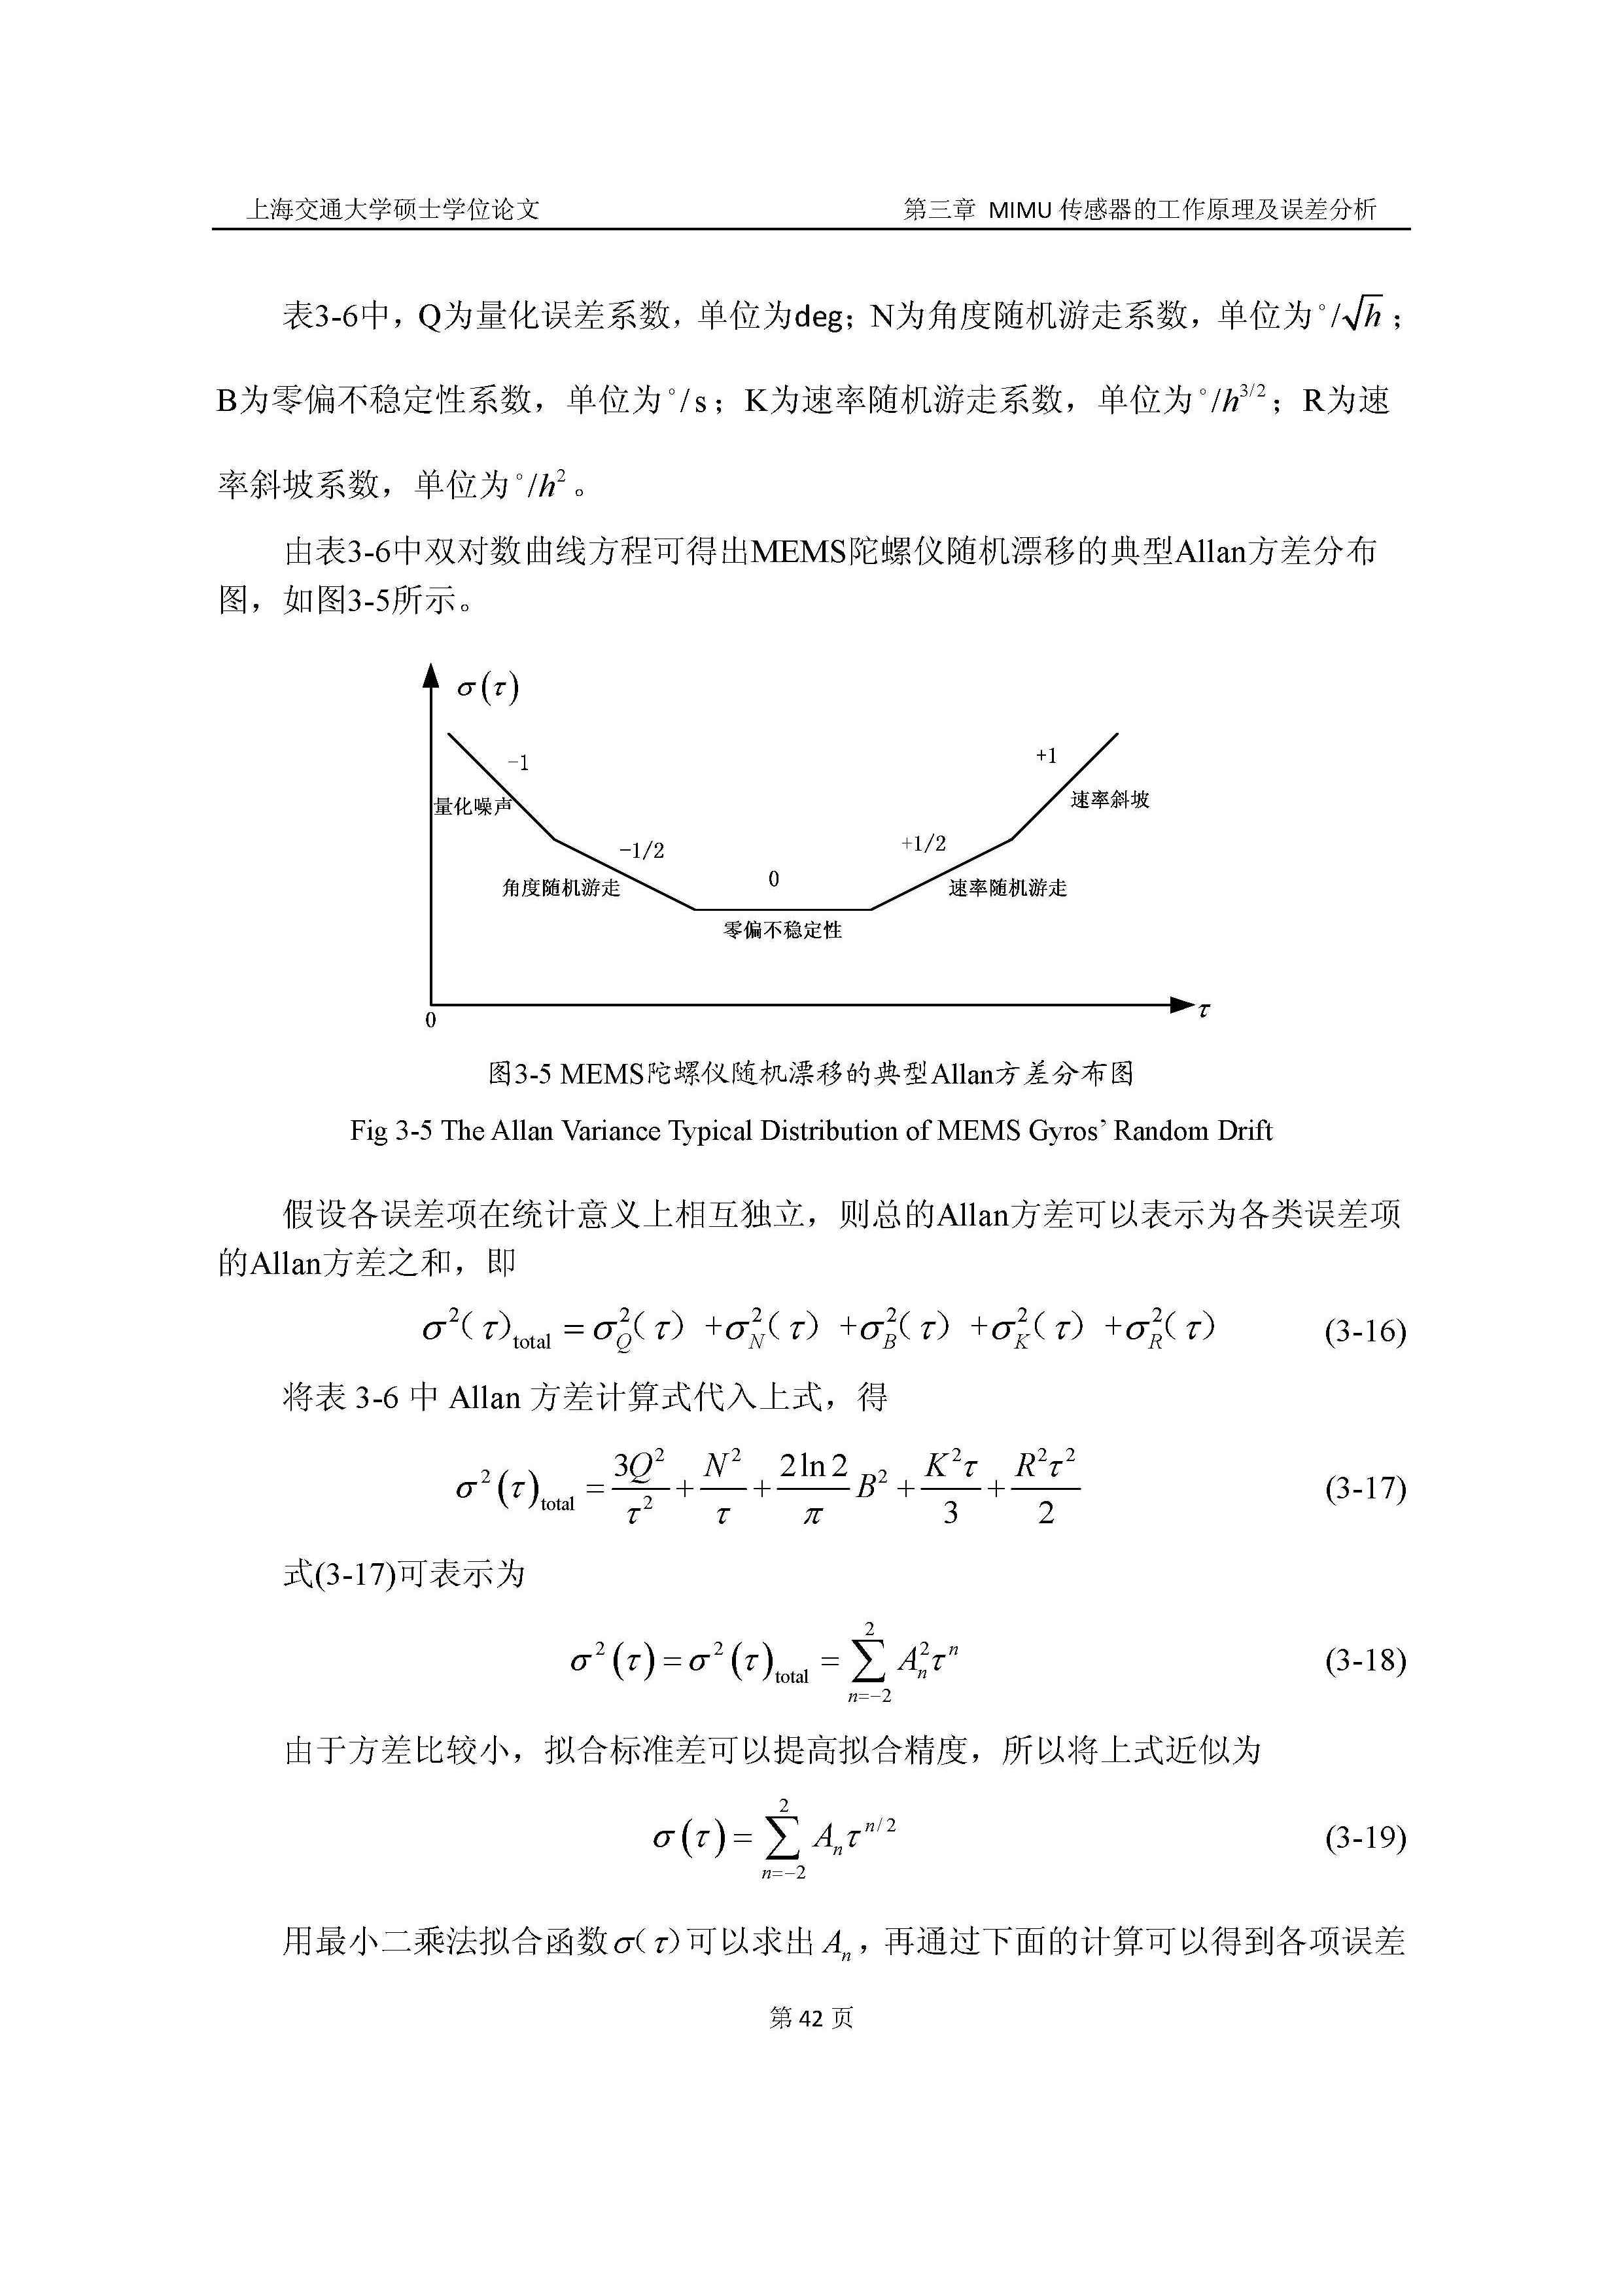 上海交通大学硕士学位论文 第三章 MIMU 传感器的工作原理及误差分析
表3-6中，Q为量化误差系数，单位为deg；N为角度随机游走系数，单位为°/√h；
B为零偏不稳定性系数，单位为°/s；K为速率随机游走系数，单位为°/h^{3/2}；R为速
率斜坡系数，单位为°/h²。
由表3-6中双对数曲线方程可得出MEMS陀螺仪随机漂移的典型Allan方差分布
图，如图3-5所示。
σ(τ)
-1
+1
量化噪声
速率斜坡
-1/2
+1/2
0
角度随机游走
速率随机游走
零偏不稳定性
0
τ
图3-5 MEMS陀螺仪随机漂移的典型Allan方差分布图
Fig 3-5 The Allan Variance Typical Distribution of MEMS Gyros’ Random Drift
假设各误差项在统计意义上相互独立，则总的Allan方差可以表示为各类误差项
的Allan方差之和，即
σ²(τ)_{total} = σ_Q²(τ) +σ_N²(τ) +σ_B²(τ) +σ_K²(τ) +σ_R²(τ) (3-16)
将表 3-6 中 Allan 方差计算式代入上式，得
σ²(τ)_{total} = \frac{3Q²}{τ²} + \frac{N²}{τ} + \frac{2ln2}{π}B² + \frac{K²τ}{3} + \frac{R²τ²}{2} (3-17)
式(3-17)可表示为
σ²(τ) = σ²(τ)_{total} = \sum_{n=-2}^{2} A_n²τ^n (3-18)
由于方差比较小，拟合标准差可以提高拟合精度，所以将上式近似为
σ(τ) = \sum_{n=-2}^{2} A_nτ^{n/2} (3-19)
用最小二乘法拟合函数σ(τ)可以求出A_n，再通过下面的计算可以得到各项误差
第 42 页